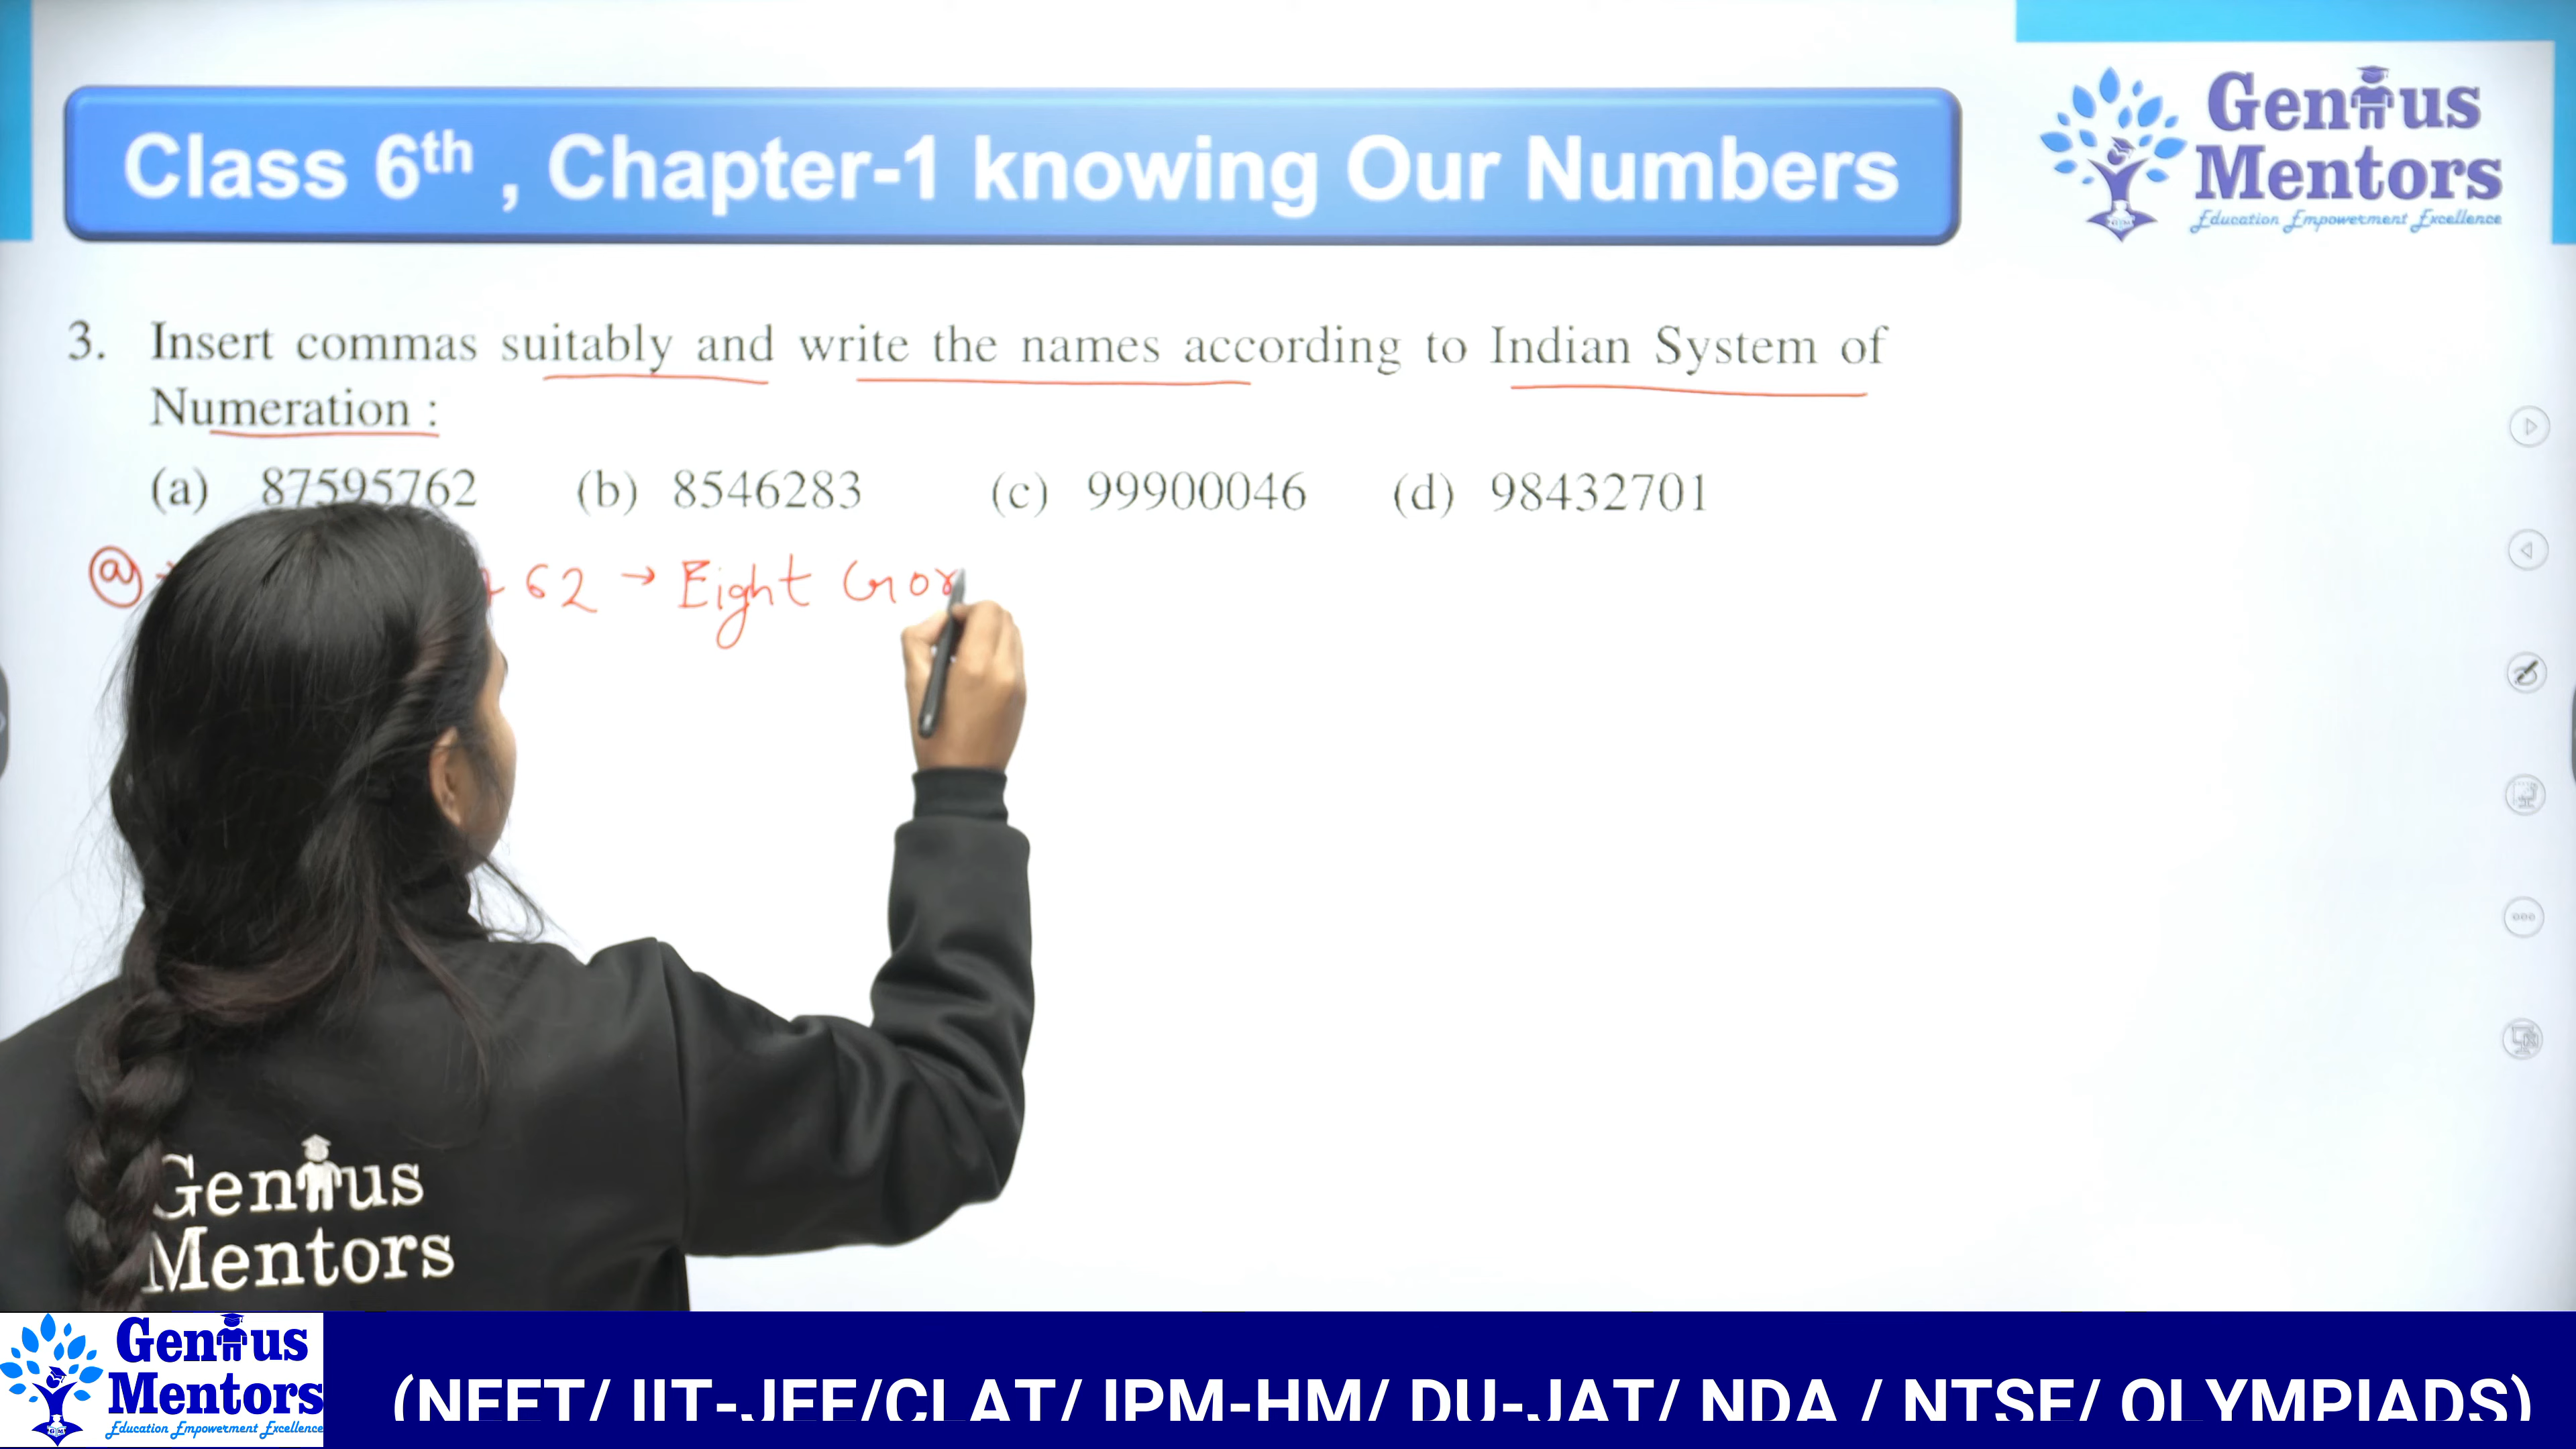 Class 6th , Chapter-1 knowing Our Numbers
Genius
Mentors
Education Empowerment Excellence
3. Insert commas suitably and write the names according to Indian System of
Numeration :
(a) 87595762 (b) 8546283 (c) 99900046 (d) 98432701
(a) 62 → Eight Cror
Genius
Mentors
Genius
Mentors
Education Empowerment Excellence
(NEET/ IIT-JEE/CLAT/ IPM-HM/ DU-JAT/ NDA / NTSE/ OLYMPIADS)